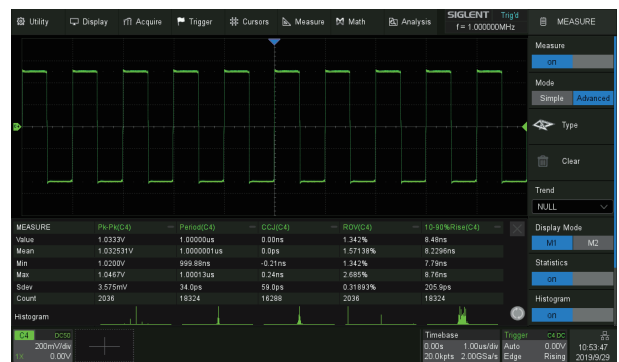 Utility Display Acquire Trigger Cursors Measure Math Analysis SIGLENT Trig'd f = 1.000000MHz MEASURE
Measure
on
Mode
Simple Advanced
Type
Clear
Trend
NULL
Display Mode
M1 M2
Statistics
on
Histogram
on
MEASURE Pk-Pk(C4) Period(C4) CCJ(C4) ROV(C4) 10-90%Rise(C4)
Value 1.0333V 1.00000us 0.00ns 1.342% 8.48ns
Mean 1.032531V 1.0000001us 0.0ps 1.57138% 8.2296ns
Min 1.0200V 999.88ns -0.21ns 1.342% 7.79ns
Max 1.0467V 1.00013us 0.24ns 2.685% 8.76ns
Sdev 3.575mV 34.0ps 59.0ps 0.31893% 205.9ps
Count 2036 18324 16288 2036 18324
Histogram
C4 DC50
200mV/div
1X 0.00V
Timebase
0.00s 1.00us/div
20.0kpts 2.00GSa/s
Trigger C4 DC
Auto 0.00V
Edge Rising
10:53:47
2019/9/29